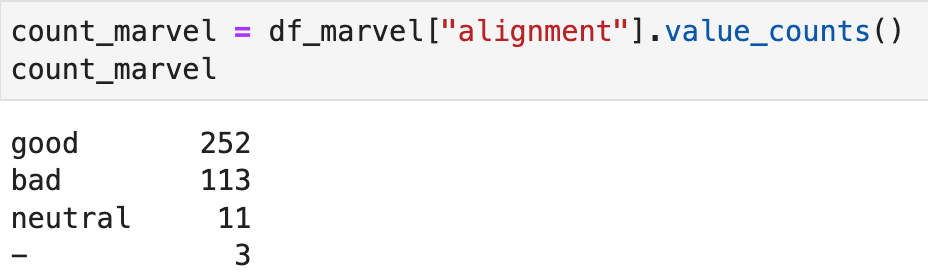 count_marvel = df_marvel["alignment"].value_counts()
count_marvel
good 252
bad 113
neutral 11
- 3